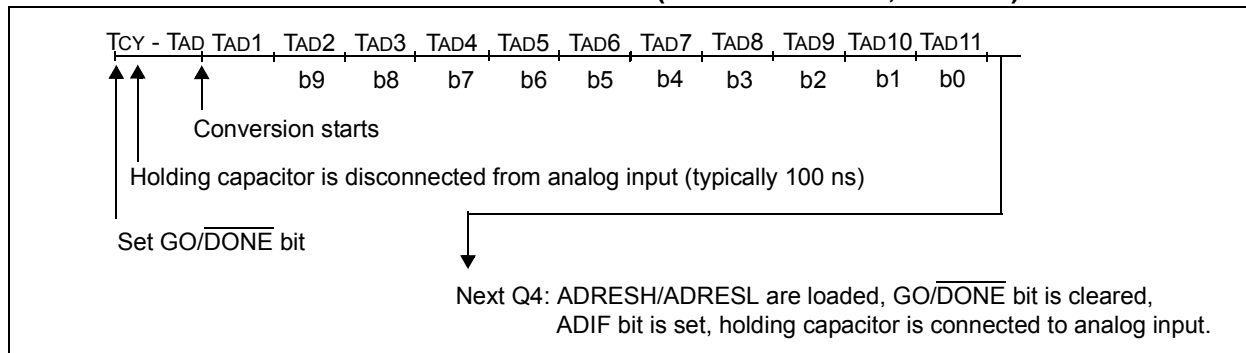 TCY - TAD TAD1 TAD2 TAD3 TAD4 TAD5 TAD6 TAD7 TAD8 TAD9 TAD10 TAD11
b9 b8 b7 b6 b5 b4 b3 b2 b1 b0
Conversion starts
Holding capacitor is disconnected from analog input (typically 100 ns)
Set GO/DONE bit
Next Q4: ADRESH/ADRESL are loaded, GO/DONE bit is cleared,
ADIF bit is set, holding capacitor is connected to analog input.